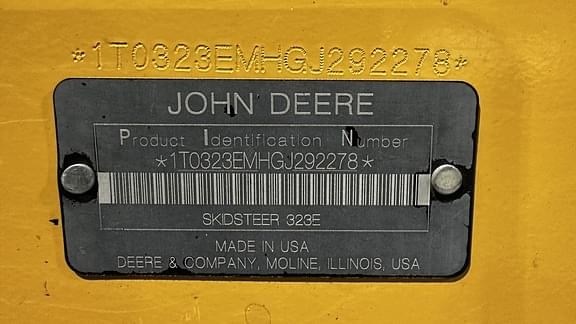 *1T0323EMHGJ292278*
JOHN DEERE
Product Identification Number
*1T0323EMHGJ292278*
SKIDSTEER 323E
MADE IN USA
DEERE & COMPANY, MOLINE, ILLINOIS, USA